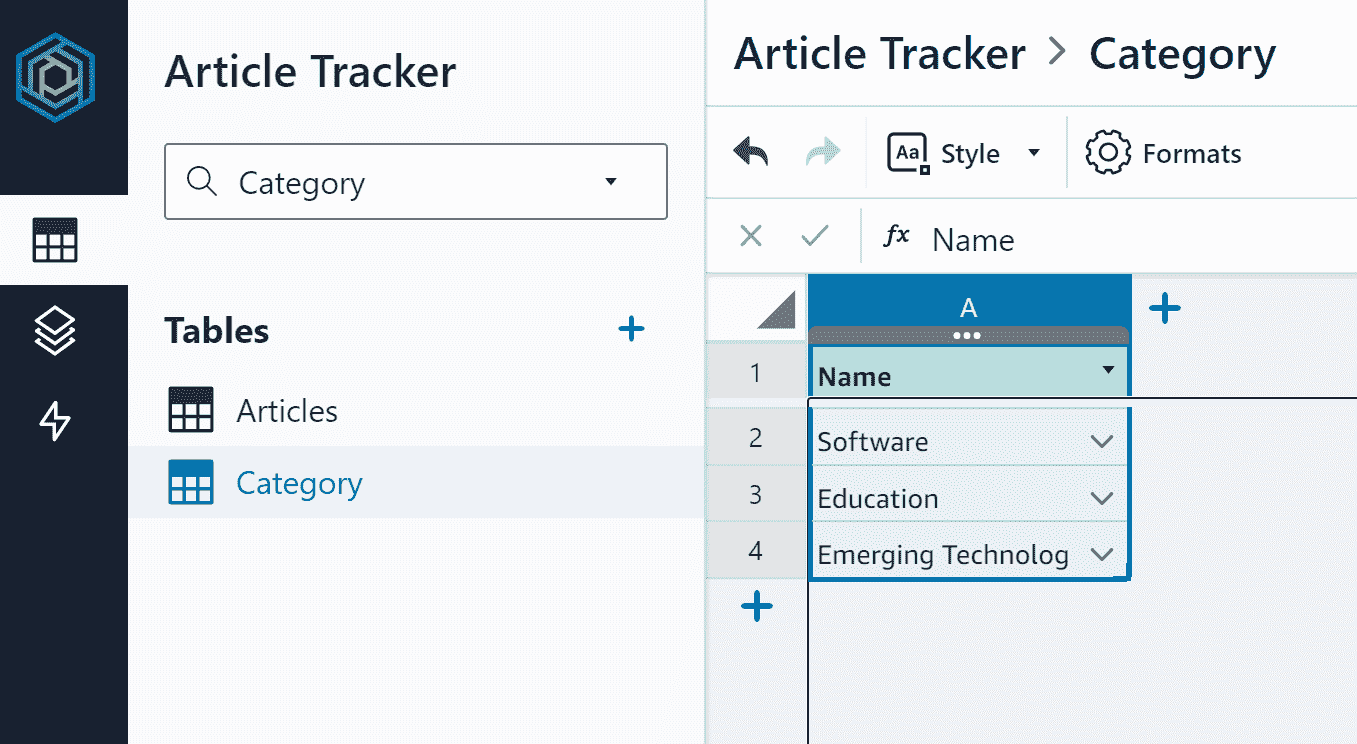 Article Tracker
Category
Tables
Articles
Category
Article Tracker > Category
Aa Style
Formats
fx Name
A
1 Name
2 Software
3 Education
4 Emerging Technolog